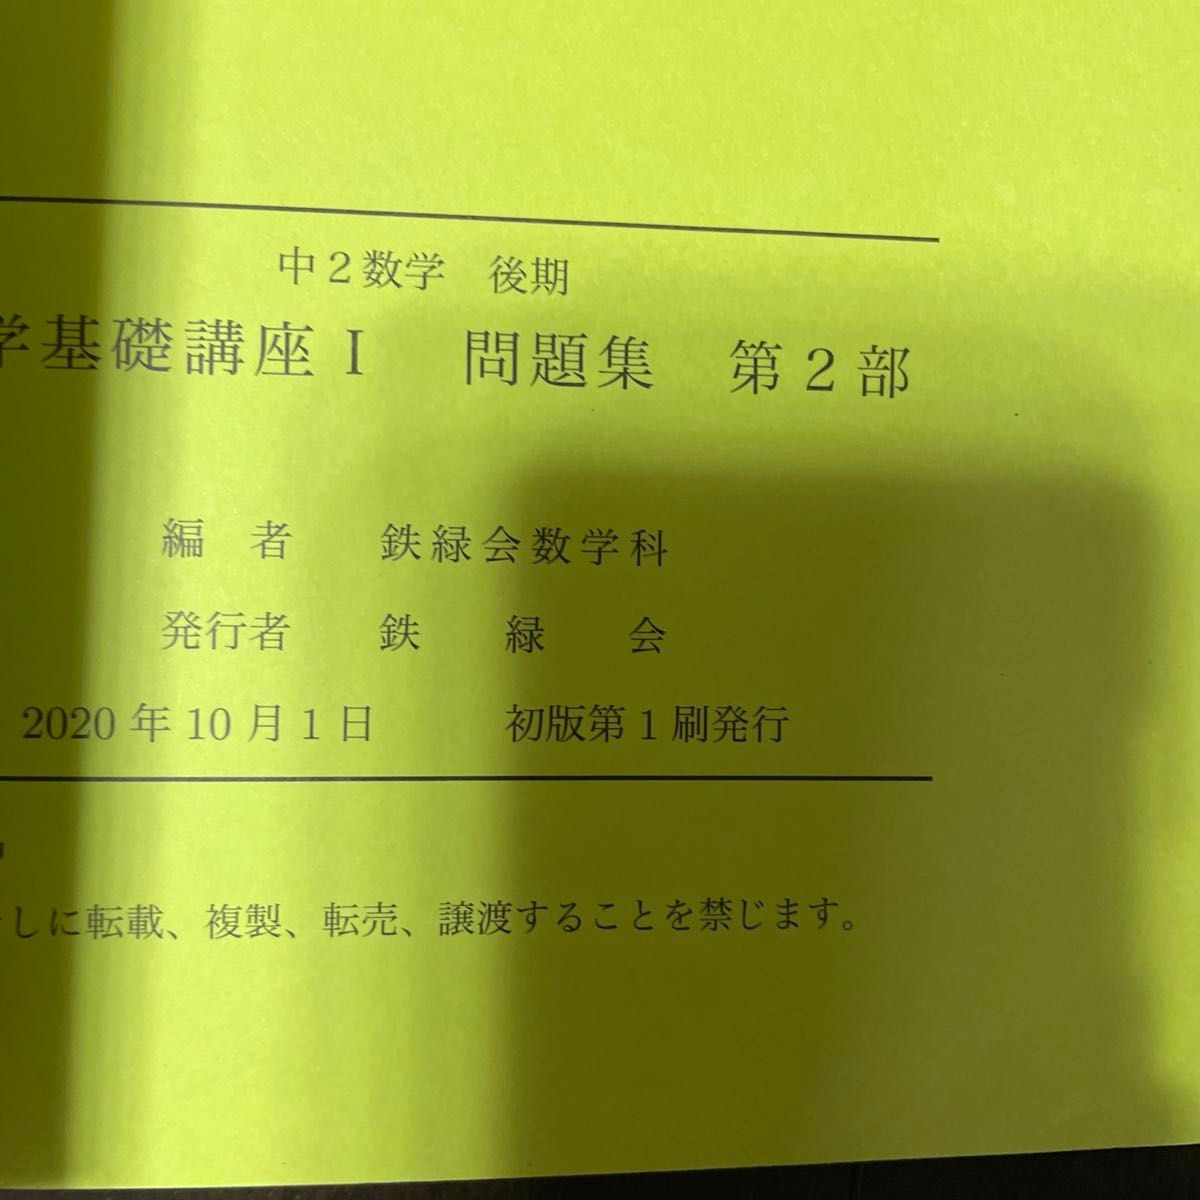 中２数学　後期
学基礎講座Ⅰ　問題集　第２部
編　者　　鉄緑会数学科
発行者　　鉄　緑　会
2020 年 10 月 1 日　　初版第 1 刷発行
しに転載、複製、転売、譲渡することを禁じます。